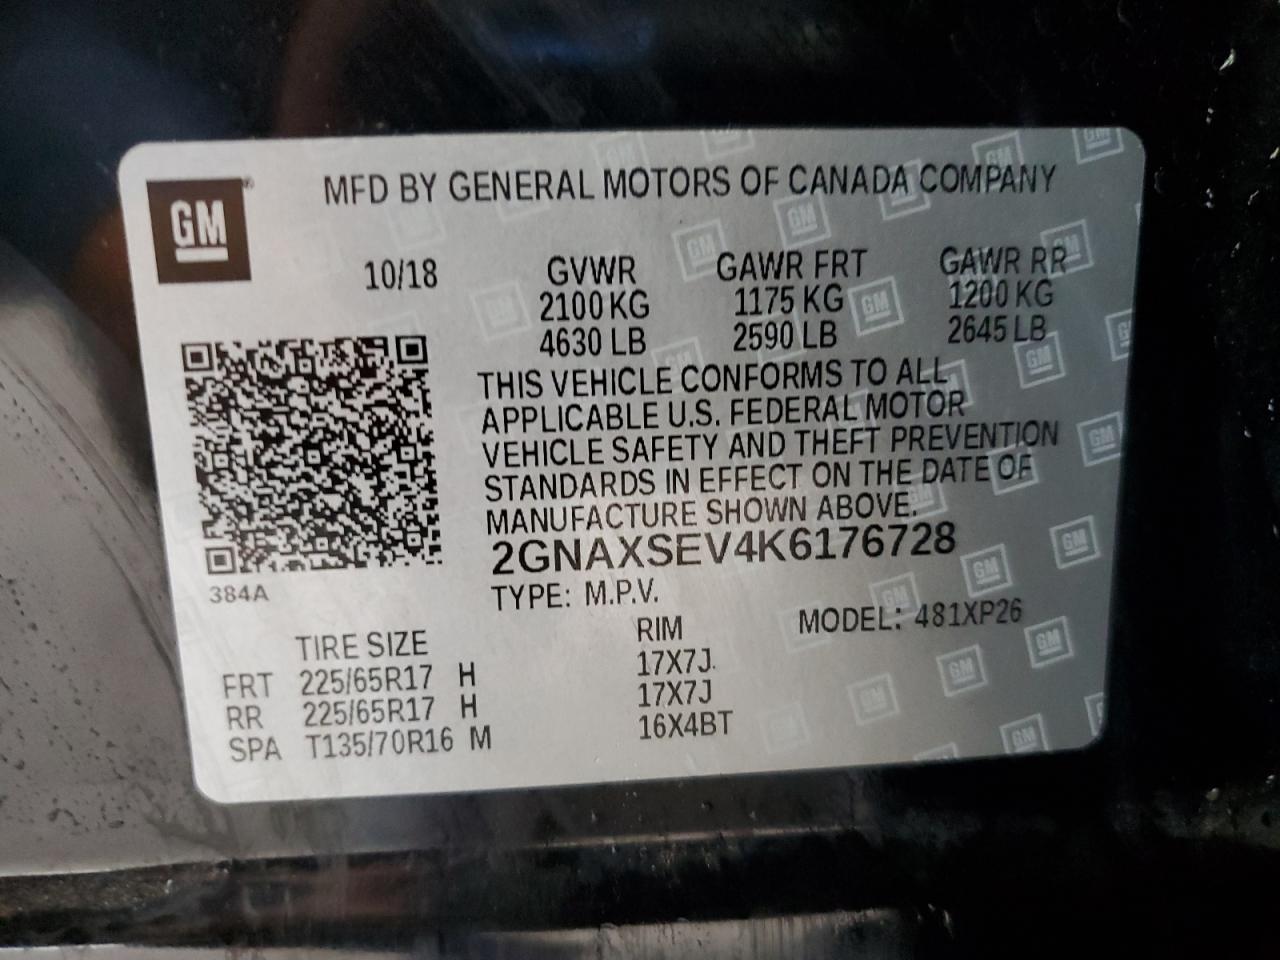 MFD BY GENERAL MOTORS OF CANADA COMPANY
GM
10/18 GVWR GAWR FRT GAWR RR
2100 KG 1175 KG 1200 KG
4630 LB 2590 LB 2645 LB
THIS VEHICLE CONFORMS TO ALL
APPLICABLE U.S. FEDERAL MOTOR
VEHICLE SAFETY AND THEFT PREVENTION
STANDARDS IN EFFECT ON THE DATE OF
MANUFACTURE SHOWN ABOVE.
2GNAXSEV4K6176728
384A
TYPE: M.P.V. MODEL: 481XP26
TIRE SIZE RIM
FRT 225/65R17 H 17X7J
RR 225/65R17 H 17X7J
SPA T135/70R16 M 16X4BT